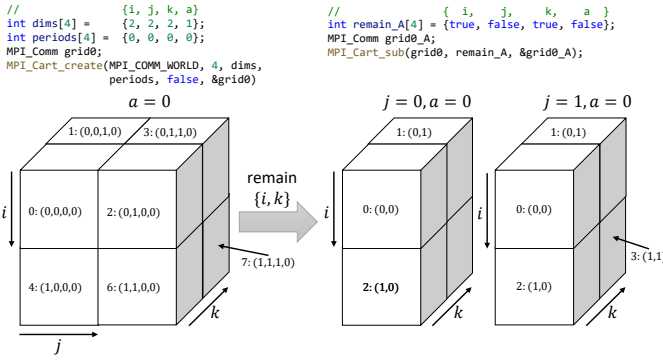 // {i, j, k, a}
int dims[4] = {2, 2, 2, 1};
int periods[4] = {0, 0, 0, 0};
MPI_Comm grid0;
MPI_Cart_create(MPI_COMM_WORLD, 4, dims,
periods, false, &grid0)
// { i, j, k, a }
int remain_A[4] = {true, false, true, false};
MPI_Comm grid0_A;
MPI_Cart_sub(grid0, remain_A, &grid0_A);
a = 0
1: (0,0,1,0)
3: (0,1,1,0)
i
0: (0,0,0,0)
2: (0,1,0,0)
4: (1,0,0,0)
6: (1,1,0,0)
7: (1,1,1,0)
j
k
remain
{i, k}
j = 0, a = 0
1: (0,1)
i
0: (0,0)
2: (1,0)
k
j = 1, a = 0
1: (0,1)
i
0: (0,0)
2: (1,0)
3: (1,1)
k